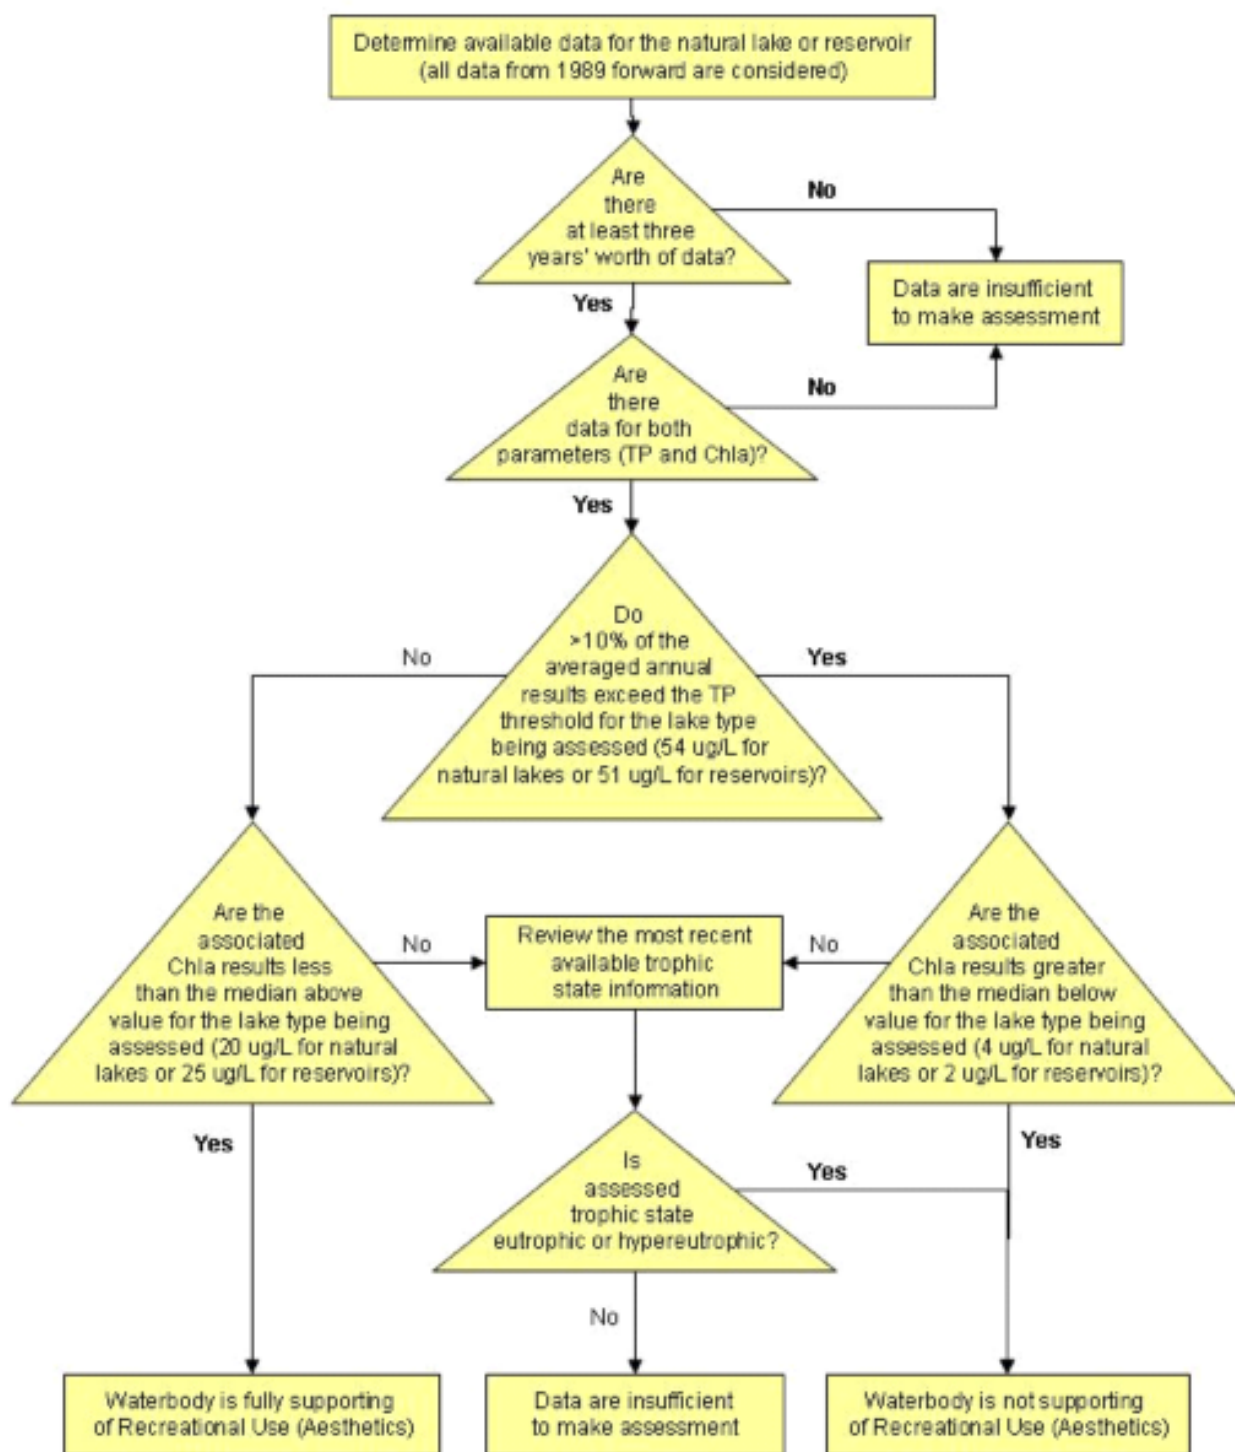 Determine available data for the natural lake or reservoir
(all data from 1989 forward are considered)
Are
there
at least three
years' worth of data?
No
Data are insufficient
to make assessment
Yes
Are
there
data for both
parameters (TP and Chla)?
No
Yes
Do
>10% of the
averaged annual
results exceed the TP
threshold for the lake type
being assessed (54 ug/L for
natural lakes or 51 ug/L for reservoirs)?
No
Yes
Are the
associated
Chla results less
than the median above
value for the lake type being
assessed (20 ug/L for natural
lakes or 25 ug/L for reservoirs)?
No
Review the most recent
available trophic
state information
No
Are the
associated
Chla results greater
than the median below
value for the lake type being
assessed (4 ug/L for natural
lakes or 2 ug/L for reservoirs)?
Yes
Is
assessed
trophic state
eutrophic or hypereutrophic?
Yes
Yes
No
Waterbody is fully supporting
of Recreational Use (Aesthetics)
Data are insufficient
to make assessment
Waterbody is not supporting
of Recreational Use (Aesthetics)